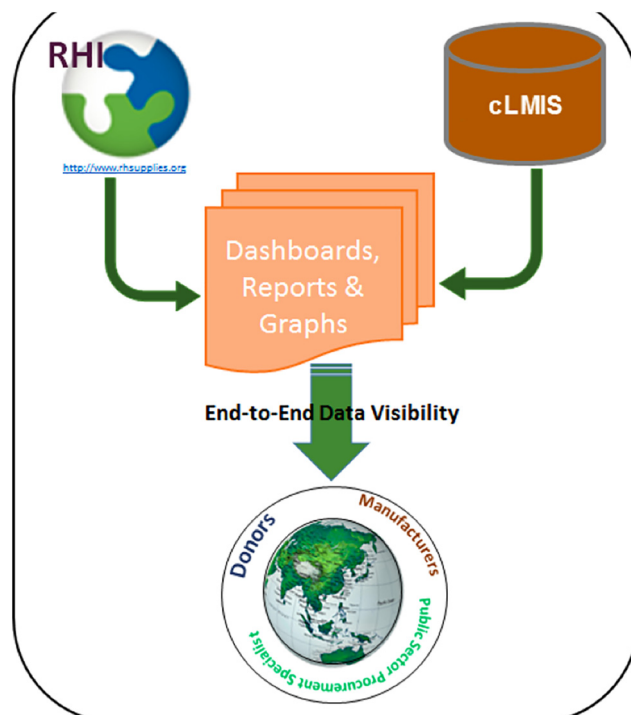 RHI
http://www.rhsupplies.org
cLMIS
Dashboards,
Reports &
Graphs
End-to-End Data Visibility
Donors
Manufacturers
Public Sector Procurement Specialist